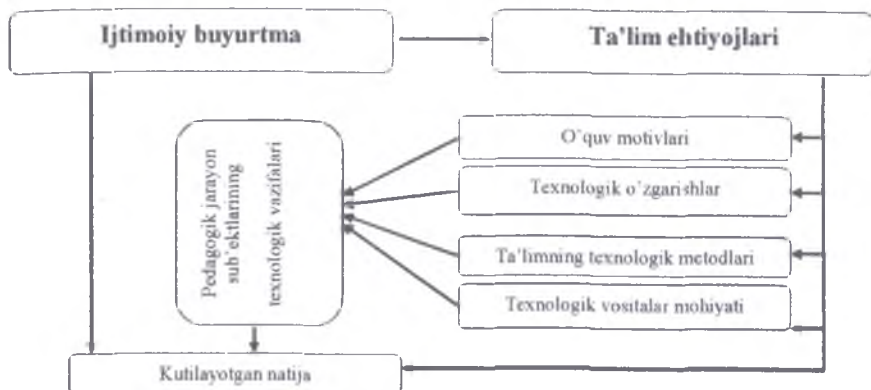 Ijtimoiy buyurtma
Ta’lim ehtiyojlari
O`quv motivlari
Texnologik o’zgarishlar
Ta’limning texnologik metodlari
Texnologik vositalar mohiyati
Pedagogik jarayon
sub`ektlarining
texnologik vazifalari
Kutilayotgan natija